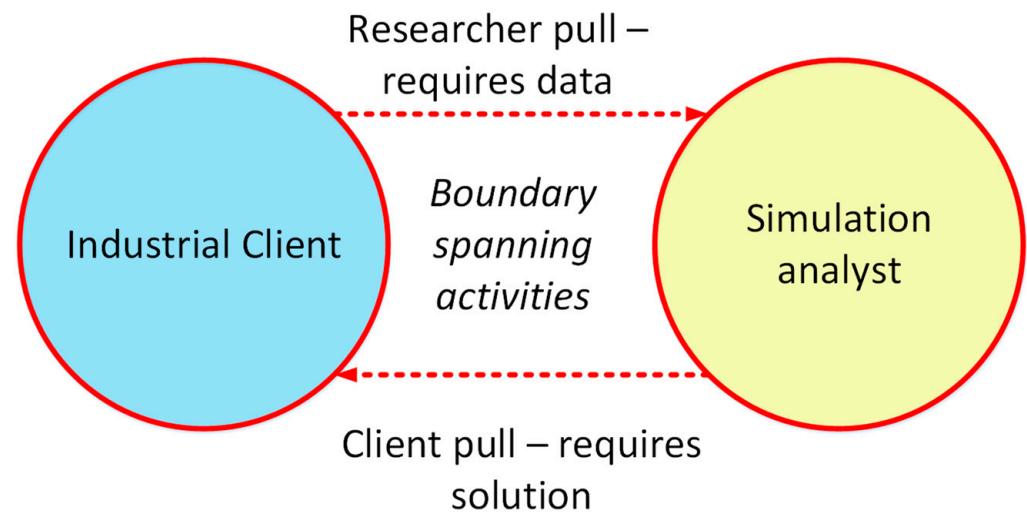 Researcher pull –
requires data
Industrial Client
Boundary
spanning
activities
Simulation
analyst
Client pull – requires
solution